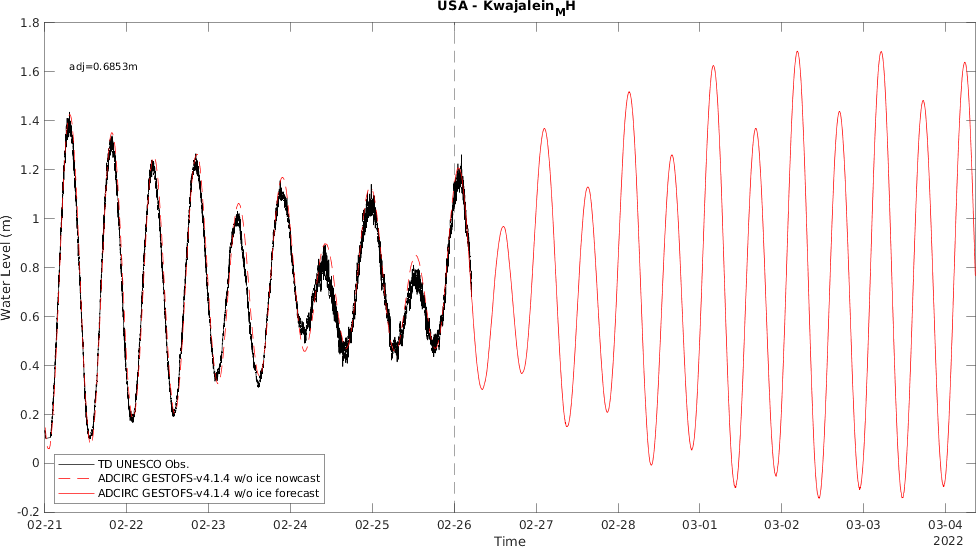 USA - Kwajalein_MH
1.8
1.6
1.4
1.2
1
0.8
0.6
0.4
0.2
0
-0.2
Water Level (m)
adj=0.6853m
TD UNESCO Obs.
ADCIRC GESTOFS-v4.1.4 w/o ice nowcast
ADCIRC GESTOFS-v4.1.4 w/o ice forecast
02-21 02-22 02-23 02-24 02-25 02-26 02-27 02-28 03-01 03-02 03-03 03-04
Time
2022